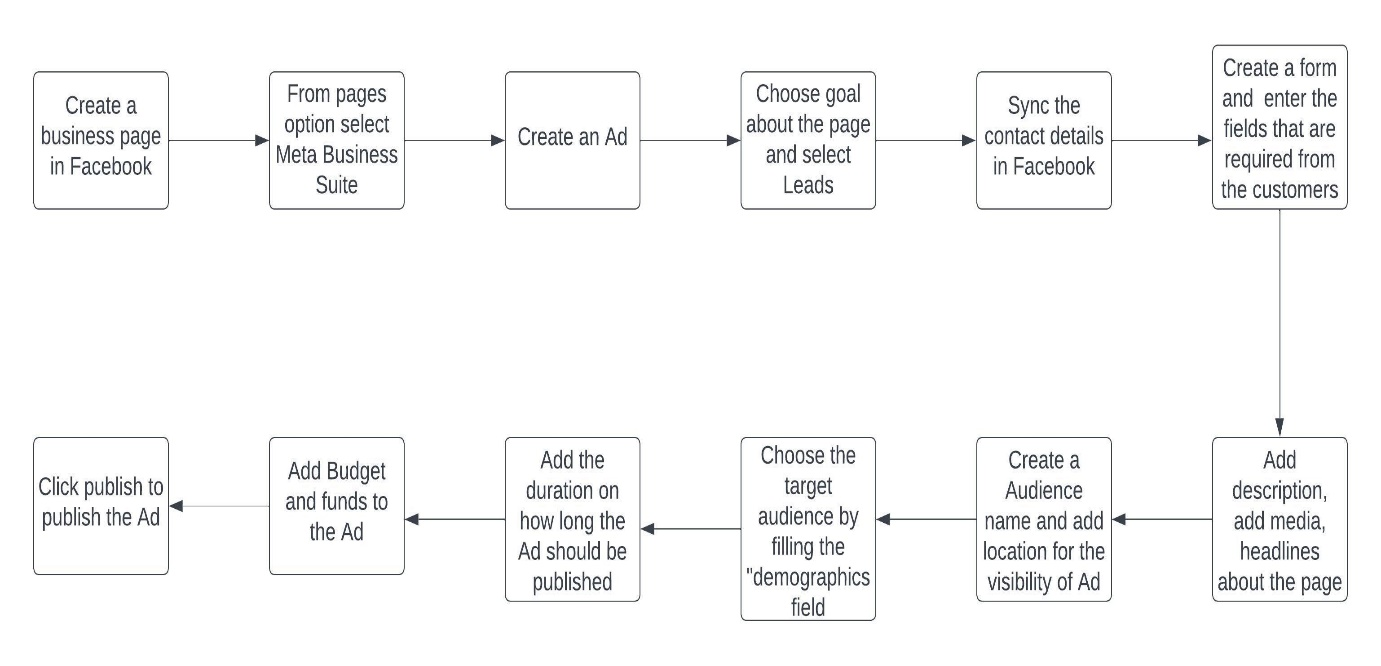 Create a
business page
in Facebook
From pages
option select
Meta Business
Suite
Create an Ad
Choose goal
about the page
and select
Leads
Sync the
contact details
in Facebook
Create a form
and  enter the
fields that are
required from
the customers
Add
description,
add media,
headlines
about the page
Create a
Audience
name and add
location for the
visibility of Ad
Choose the
target
audience by
filling the
"demographics
field
Add the
duration on
how long the
Ad should be
published
Add Budget
and funds to
the Ad
Click publish to
publish the Ad